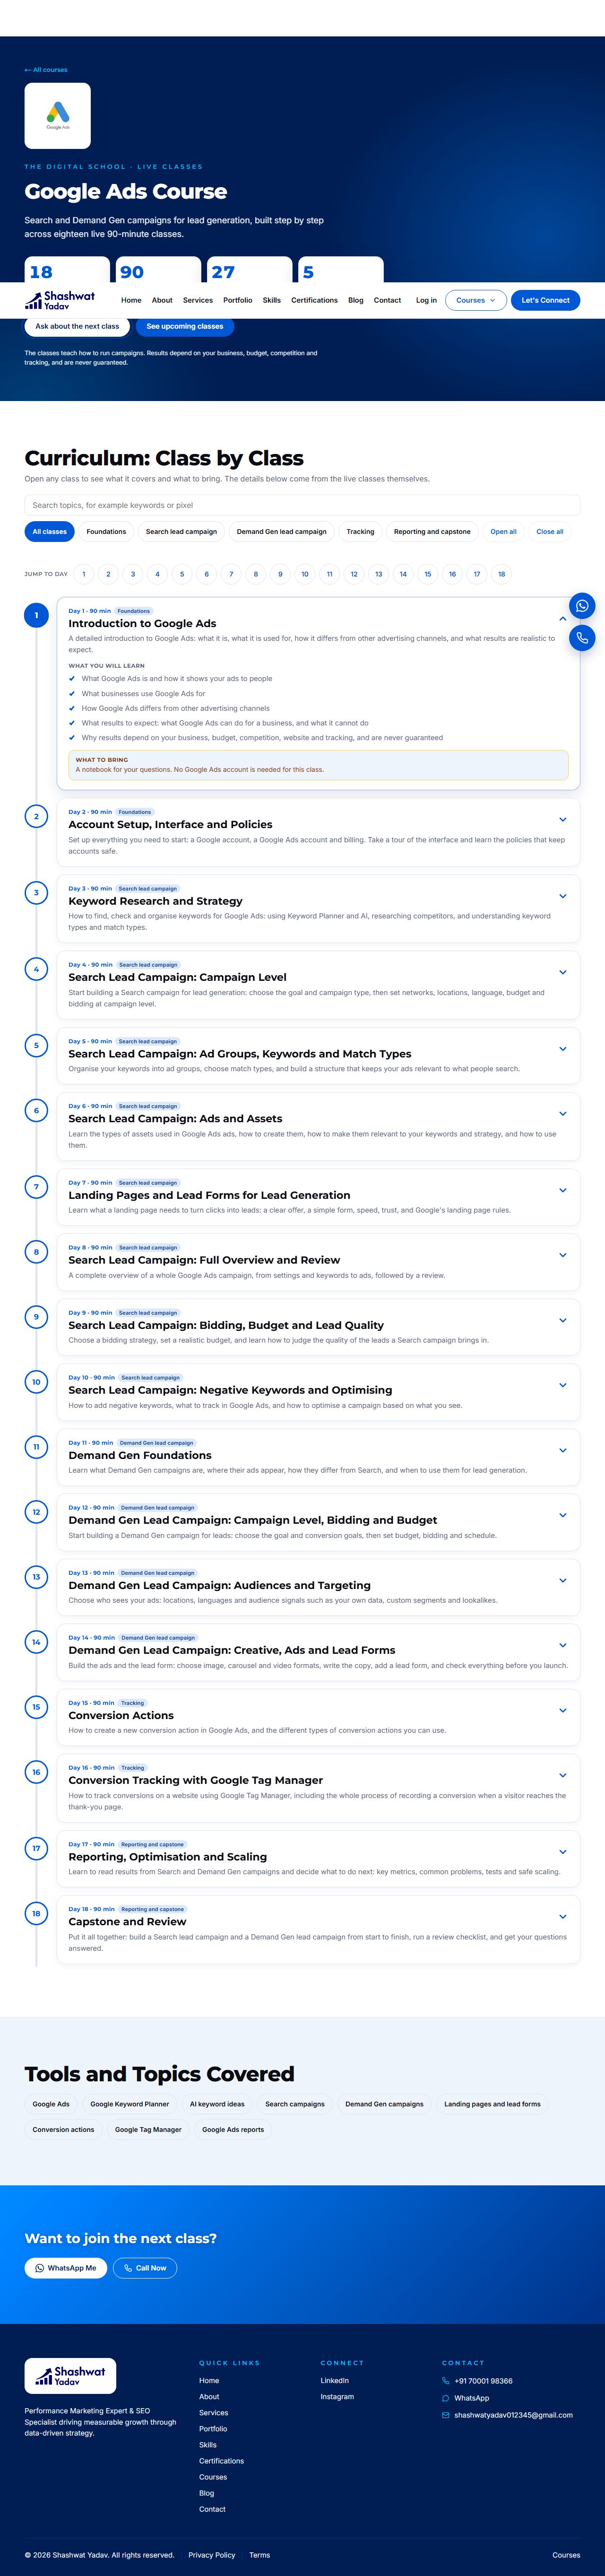 ← All courses
Google Ads
THE DIGITAL SCHOOL · LIVE CLASSES
Google Ads Course
Search and Demand Gen campaigns for lead generation, built step by step
across eighteen live 90-minute classes.
18
90
27
5
Shashwat
Yadav
Home
About
Services
Portfolio
Skills
Certifications
Blog
Contact
Log in
Courses
Let's Connect
Ask about the next class
See upcoming classes
The classes teach how to run campaigns. Results depend on your business, budget, competition and
tracking, and are never guaranteed.
Curriculum: Class by Class
Open any class to see what it covers and what to bring. The details below come from the live classes themselves.
Search topics, for example keywords or pixel
All classes
Foundations
Search lead campaign
Demand Gen lead campaign
Tracking
Reporting and capstone
Open all
Close all
JUMP TO DAY
1
2
3
4
5
6
7
8
9
10
11
12
13
14
15
16
17
18
1
Day 1 · 90 min Foundations
Introduction to Google Ads
A detailed introduction to Google Ads: what it is, what it is used for, how it differs from other advertising channels, and what results are realistic to
expect.
WHAT YOU WILL LEARN
What Google Ads is and how it shows your ads to people
What businesses use Google Ads for
How Google Ads differs from other advertising channels
What results to expect: what Google Ads can do for a business, and what it cannot do
Why results depend on your business, budget, competition, website and tracking, and are never guaranteed
WHAT TO BRING
A notebook for your questions. No Google Ads account is needed for this class.
2
Day 2 · 90 min Foundations
Account Setup, Interface and Policies
Set up everything you need to start: a Google account, a Google Ads account and billing. Take a tour of the interface and learn the policies that keep
accounts safe.
3
Day 3 · 90 min Search lead campaign
Keyword Research and Strategy
How to find, check and organise keywords for Google Ads: using Keyword Planner and AI, researching competitors, and understanding keyword
types and match types.
4
Day 4 · 90 min Search lead campaign
Search Lead Campaign: Campaign Level
Start building a Search campaign for lead generation: choose the goal and campaign type, then set networks, locations, language, budget and
bidding at campaign level.
5
Day 5 · 90 min Search lead campaign
Search Lead Campaign: Ad Groups, Keywords and Match Types
Organise your keywords into ad groups, choose match types, and build a structure that keeps your ads relevant to what people search.
6
Day 6 · 90 min Search lead campaign
Search Lead Campaign: Ads and Assets
Learn the types of assets used in Google Ads ads, how to create them, how to make them relevant to your keywords and strategy, and how to use
them.
7
Day 7 · 90 min Search lead campaign
Landing Pages and Lead Forms for Lead Generation
Learn what a landing page needs to turn clicks into leads: a clear offer, a simple form, speed, trust, and Google's landing page rules.
8
Day 8 · 90 min Search lead campaign
Search Lead Campaign: Full Overview and Review
A complete overview of a whole Google Ads campaign, from settings and keywords to ads, followed by a review.
9
Day 9 · 90 min Search lead campaign
Search Lead Campaign: Bidding, Budget and Lead Quality
Choose a bidding strategy, set a realistic budget, and learn how to judge the quality of the leads a Search campaign brings in.
10
Day 10 · 90 min Search lead campaign
Search Lead Campaign: Negative Keywords and Optimising
How to add negative keywords, what to track in Google Ads, and how to optimise a campaign based on what you see.
11
Day 11 · 90 min Demand Gen lead campaign
Demand Gen Foundations
Learn what Demand Gen campaigns are, where their ads appear, how they differ from Search, and when to use them for lead generation.
12
Day 12 · 90 min Demand Gen lead campaign
Demand Gen Lead Campaign: Campaign Level, Bidding and Budget
Start building a Demand Gen campaign for leads: choose the goal and conversion goals, then set budget, bidding and schedule.
13
Day 13 · 90 min Demand Gen lead campaign
Demand Gen Lead Campaign: Audiences and Targeting
Choose who sees your ads: locations, languages and audience signals such as your own data, custom segments and lookalikes.
14
Day 14 · 90 min Demand Gen lead campaign
Demand Gen Lead Campaign: Creative, Ads and Lead Forms
Build the ads and the lead form: choose image, carousel and video formats, write the copy, add a lead form, and check everything before you launch.
15
Day 15 · 90 min Tracking
Conversion Actions
How to create a new conversion action in Google Ads, and the different types of conversion actions you can use.
16
Day 16 · 90 min Tracking
Conversion Tracking with Google Tag Manager
How to track conversions on a website using Google Tag Manager, including the whole process of recording a conversion when a visitor reaches the
thank-you page.
17
Day 17 · 90 min Reporting and capstone
Reporting, Optimisation and Scaling
Learn to read results from Search and Demand Gen campaigns and decide what to do next: key metrics, common problems, tests and safe scaling.
18
Day 18 · 90 min Reporting and capstone
Capstone and Review
Put it all together: build a Search lead campaign and a Demand Gen lead campaign from start to finish, run a review checklist, and get your questions
answered.
Tools and Topics Covered
Google Ads
Google Keyword Planner
AI keyword ideas
Search campaigns
Demand Gen campaigns
Landing pages and lead forms
Conversion actions
Google Tag Manager
Google Ads reports
Want to join the next class?
WhatsApp Me
Call Now
Shashwat
Yadav
Performance Marketing Expert & SEO
Specialist driving measurable growth through
data-driven strategy.
QUICK LINKS
Home
About
Services
Portfolio
Skills
Certifications
Courses
Blog
Contact
CONNECT
LinkedIn
Instagram
CONTACT
+91 70001 98366
WhatsApp
shashwatyadav012345@gmail.com
© 2026 Shashwat Yadav. All rights reserved.
Privacy Policy
Terms
Courses